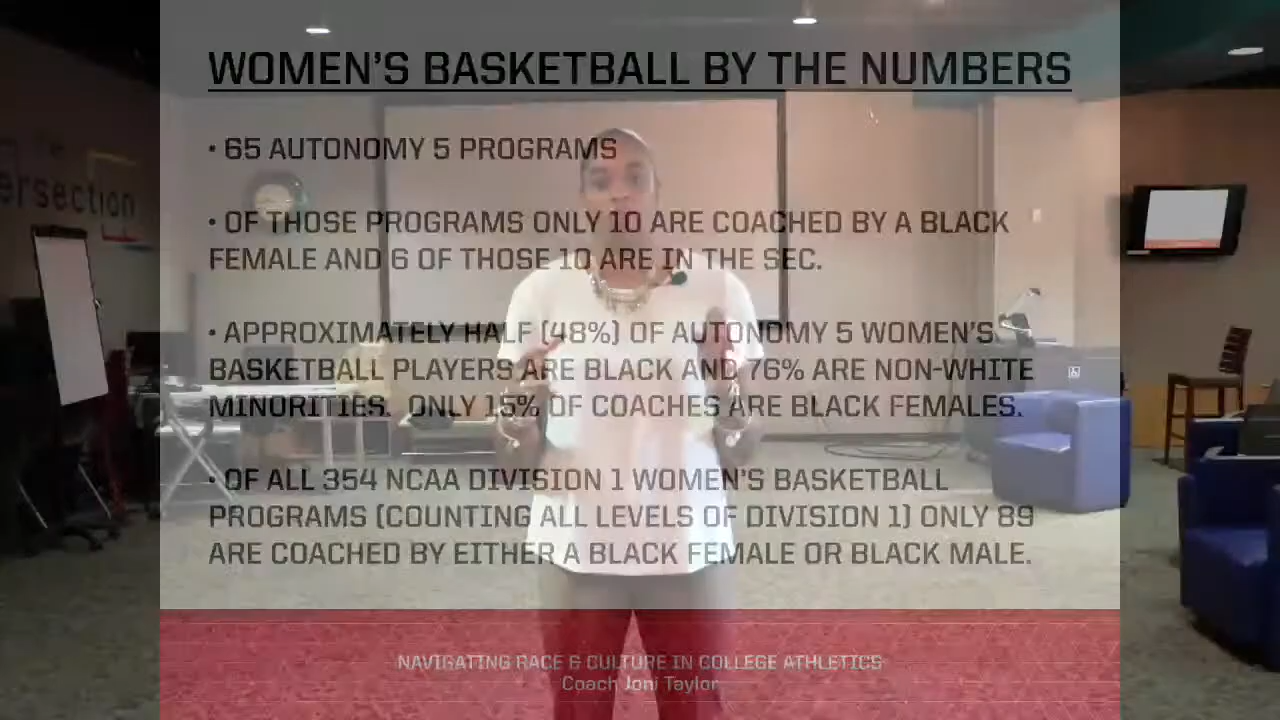 WOMEN'S BASKETBALL BY THE NUMBERS
• 65 AUTONOMY 5 PROGRAMS
• OF THOSE PROGRAMS ONLY 10 ARE COACHED BY A BLACK
FEMALE AND 6 OF THOSE 10 ARE IN THE SEC.
• APPROXIMATELY HALF (48%) OF AUTONOMY 5 WOMEN'S
BASKETBALL PLAYERS ARE BLACK AND 76% ARE NON-WHITE
MINORITIES. ONLY 15% OF COACHES ARE BLACK FEMALES.
• OF ALL 354 NCAA DIVISION 1 WOMEN'S BASKETBALL
PROGRAMS (COUNTING ALL LEVELS OF DIVISION 1) ONLY 89
ARE COACHED BY EITHER A BLACK FEMALE OR BLACK MALE.
NAVIGATING RACE & CULTURE IN COLLEGE ATHLETICS
Coach Joni Taylor
ersection